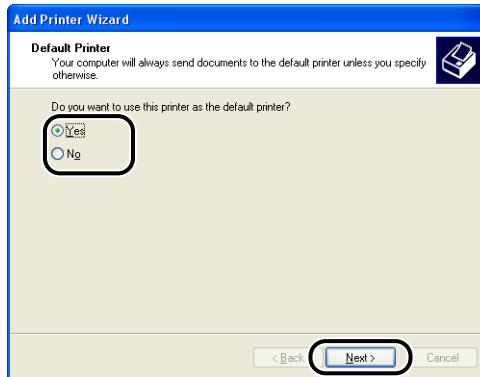 Add Printer Wizard
Default Printer
Your computer will always send documents to the default printer unless you specify
otherwise.
Do you want to use this printer as the default printer?
Yes
No
< Back
Next >
Cancel